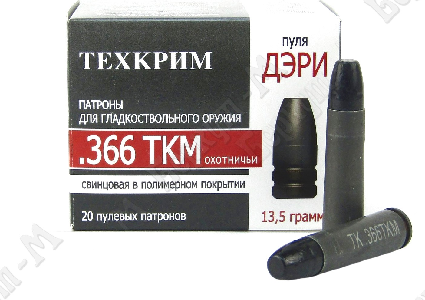 ТЕХКРИМ
пуля
ДЭРИ
ПАТРОНЫ
ДЛЯ ГЛАДКОСТВОЛЬНОГО ОРУЖИЯ
.366 ТКМ охотничьи
свинцовая в полимерном покрытии
20 пулевых патронов
13,5 грамм
ТК .366ТКМ